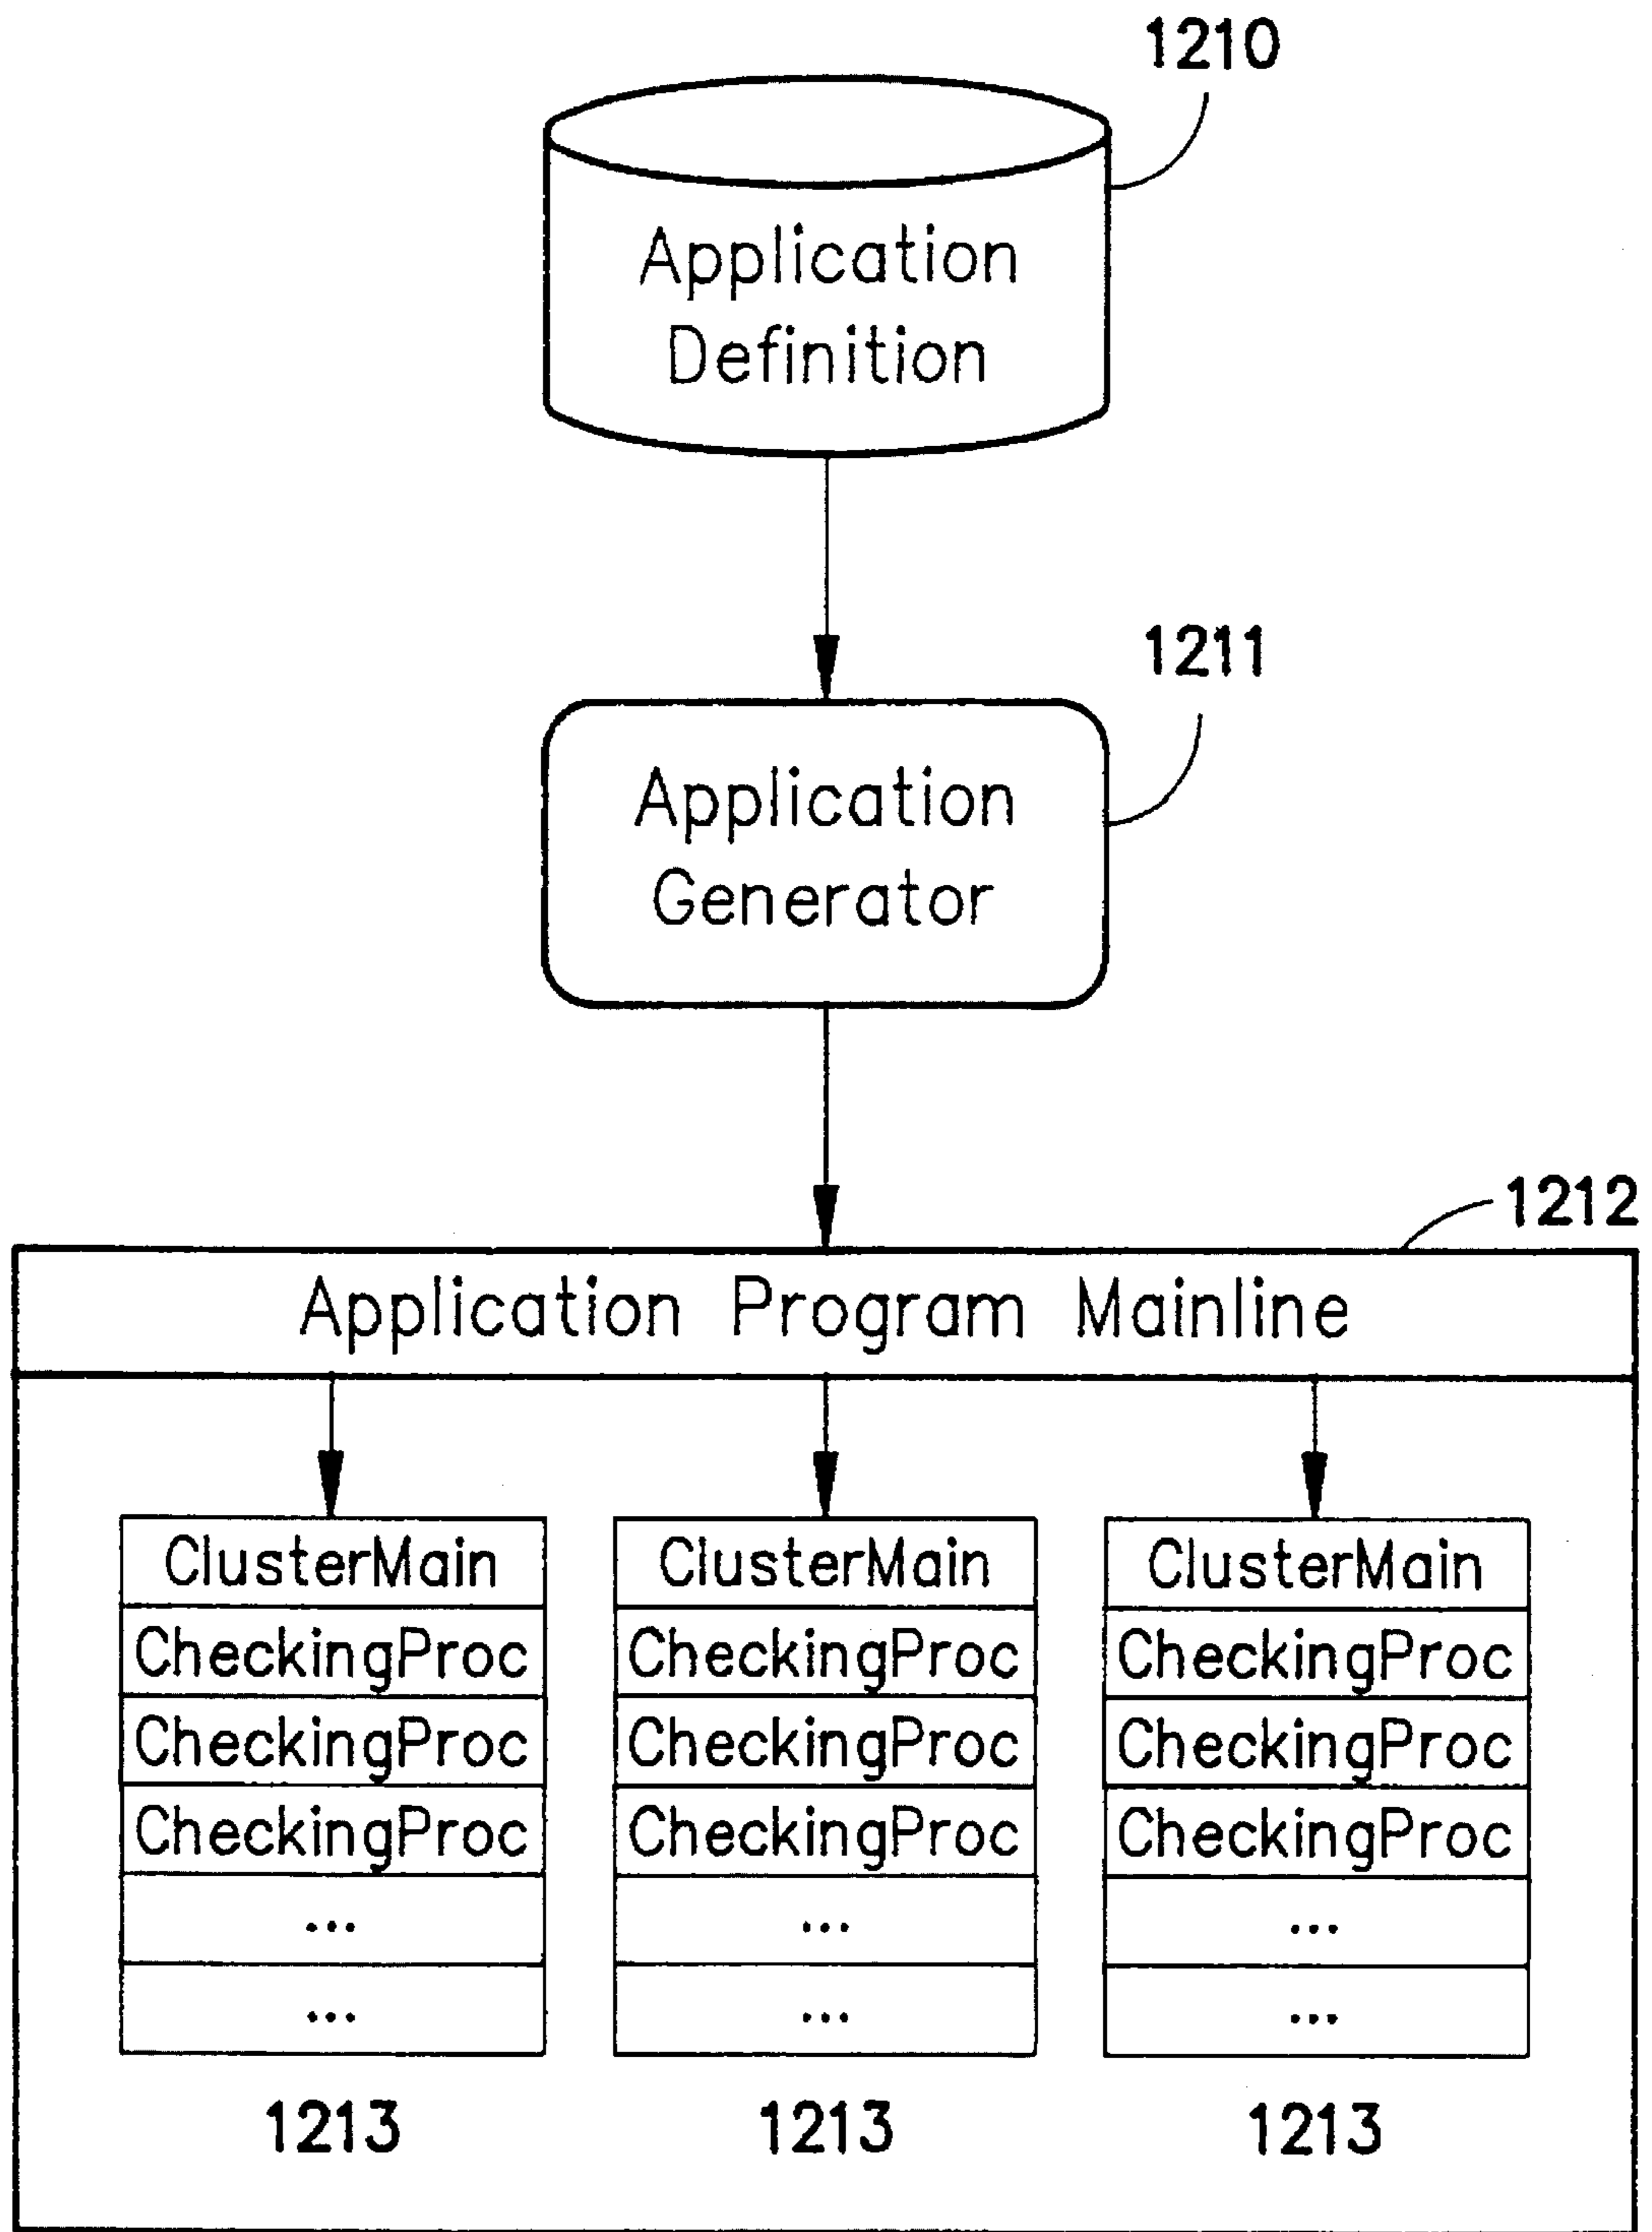 1210
Application
Definition
1211
Application
Generator
1212
Application Program Mainline
ClusterMain ClusterMain ClusterMain
CheckingProc CheckingProc CheckingProc
CheckingProc CheckingProc CheckingProc
CheckingProc CheckingProc CheckingProc
... ... ...
... ... ...
1213 1213 1213